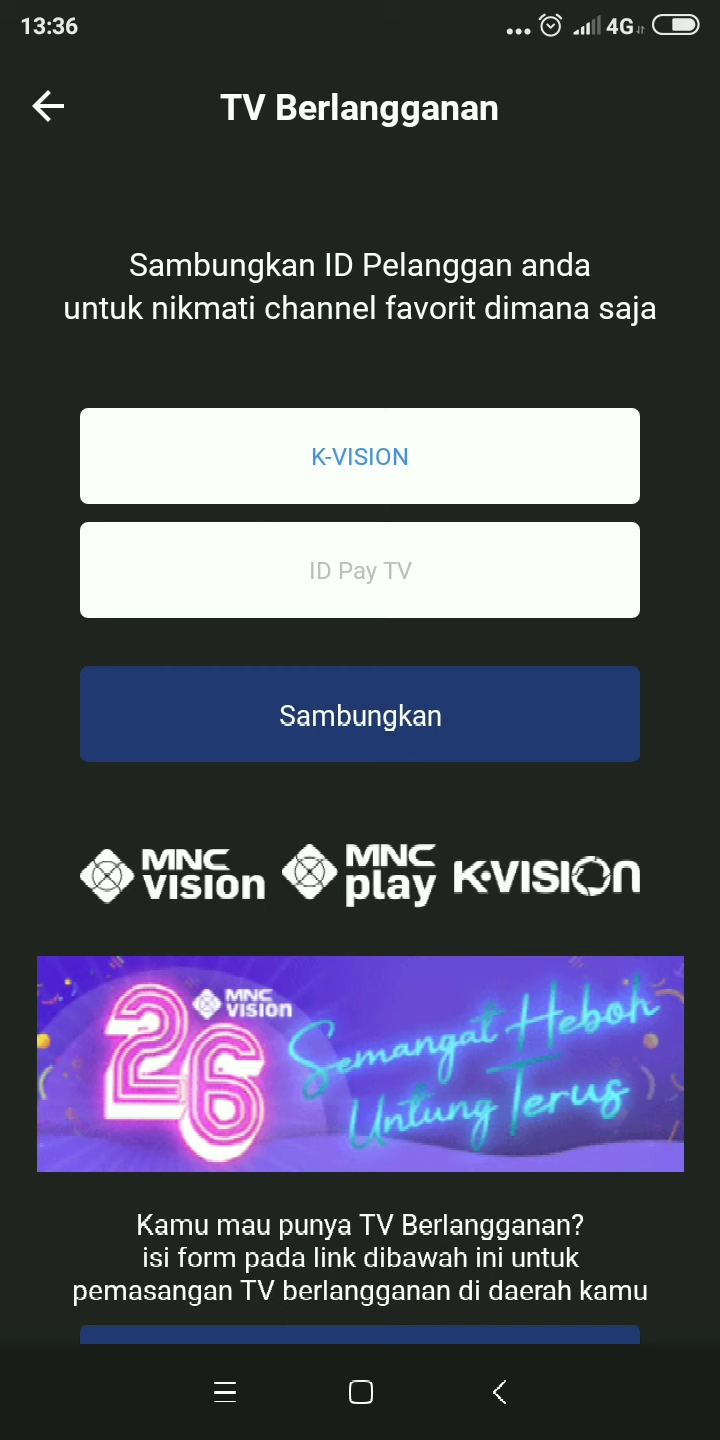 13:36
4G
TV Berlangganan
Sambungkan ID Pelanggan anda
untuk nikmati channel favorit dimana saja
K-VISION
ID Pay TV
Sambungkan
MNC vision
MNC play
K-VISION
26
MNC vision
Semangat Heboh
Untung Terus
Kamu mau punya TV Berlangganan?
isi form pada link dibawah ini untuk
pemasangan TV berlangganan di daerah kamu